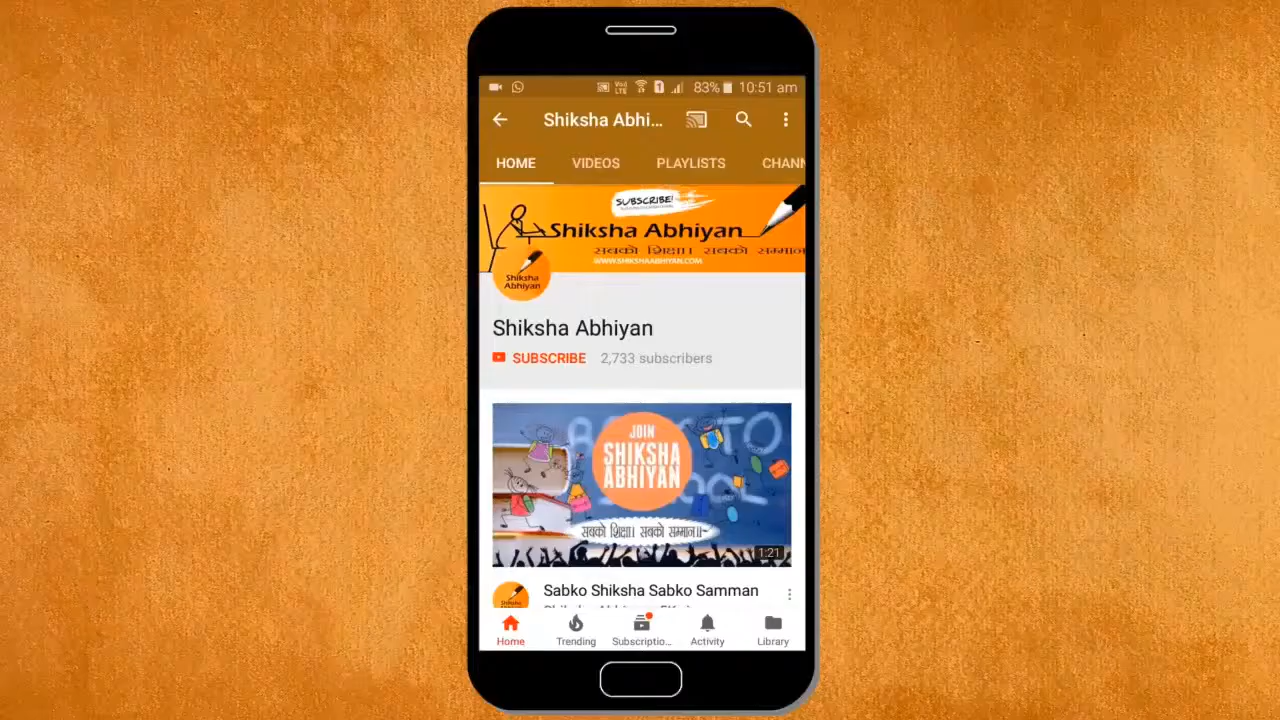 83% 10:51 am
Shiksha Abhi...
HOME VIDEOS PLAYLISTS CHANN
SUBSCRIBE!
Shiksha Abhiyan
सबको शिक्षा। सबको सम्मान
WWW.SHIKSHAABHIYAN.COM
Shiksha
Abhiyan
Shiksha Abhiyan
SUBSCRIBE 2,733 subscribers
JOIN
SHIKSHA
ABHIYAN
सबको शिक्षा। सबको सम्मान॥
1:21
Sabko Shiksha Sabko Samman
Home Trending Subscriptio... Activity Library